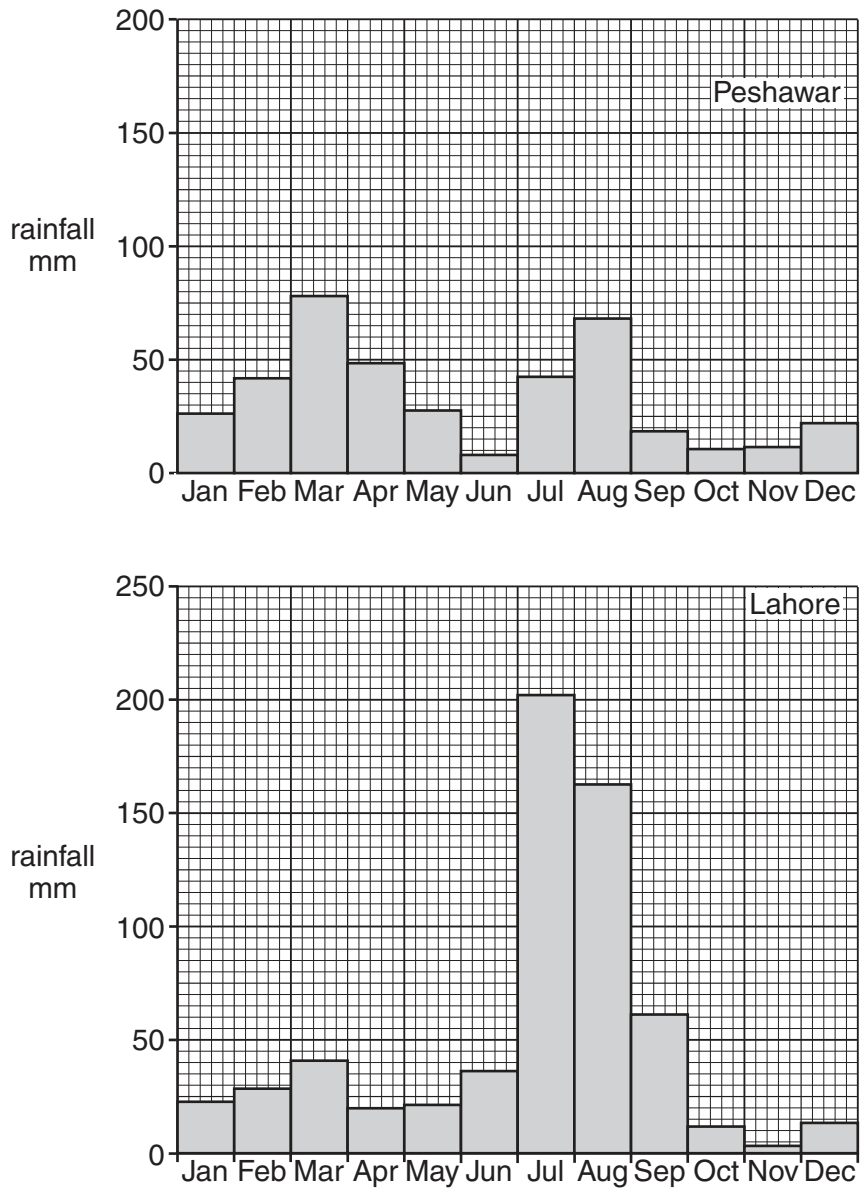 200
Peshawar
150
rainfall
mm
100
50
0
Jan Feb Mar Apr May Jun Jul Aug Sep Oct Nov Dec
250
Lahore
200
150
rainfall
mm
100
50
0
Jan Feb Mar Apr May Jun Jul Aug Sep Oct Nov Dec